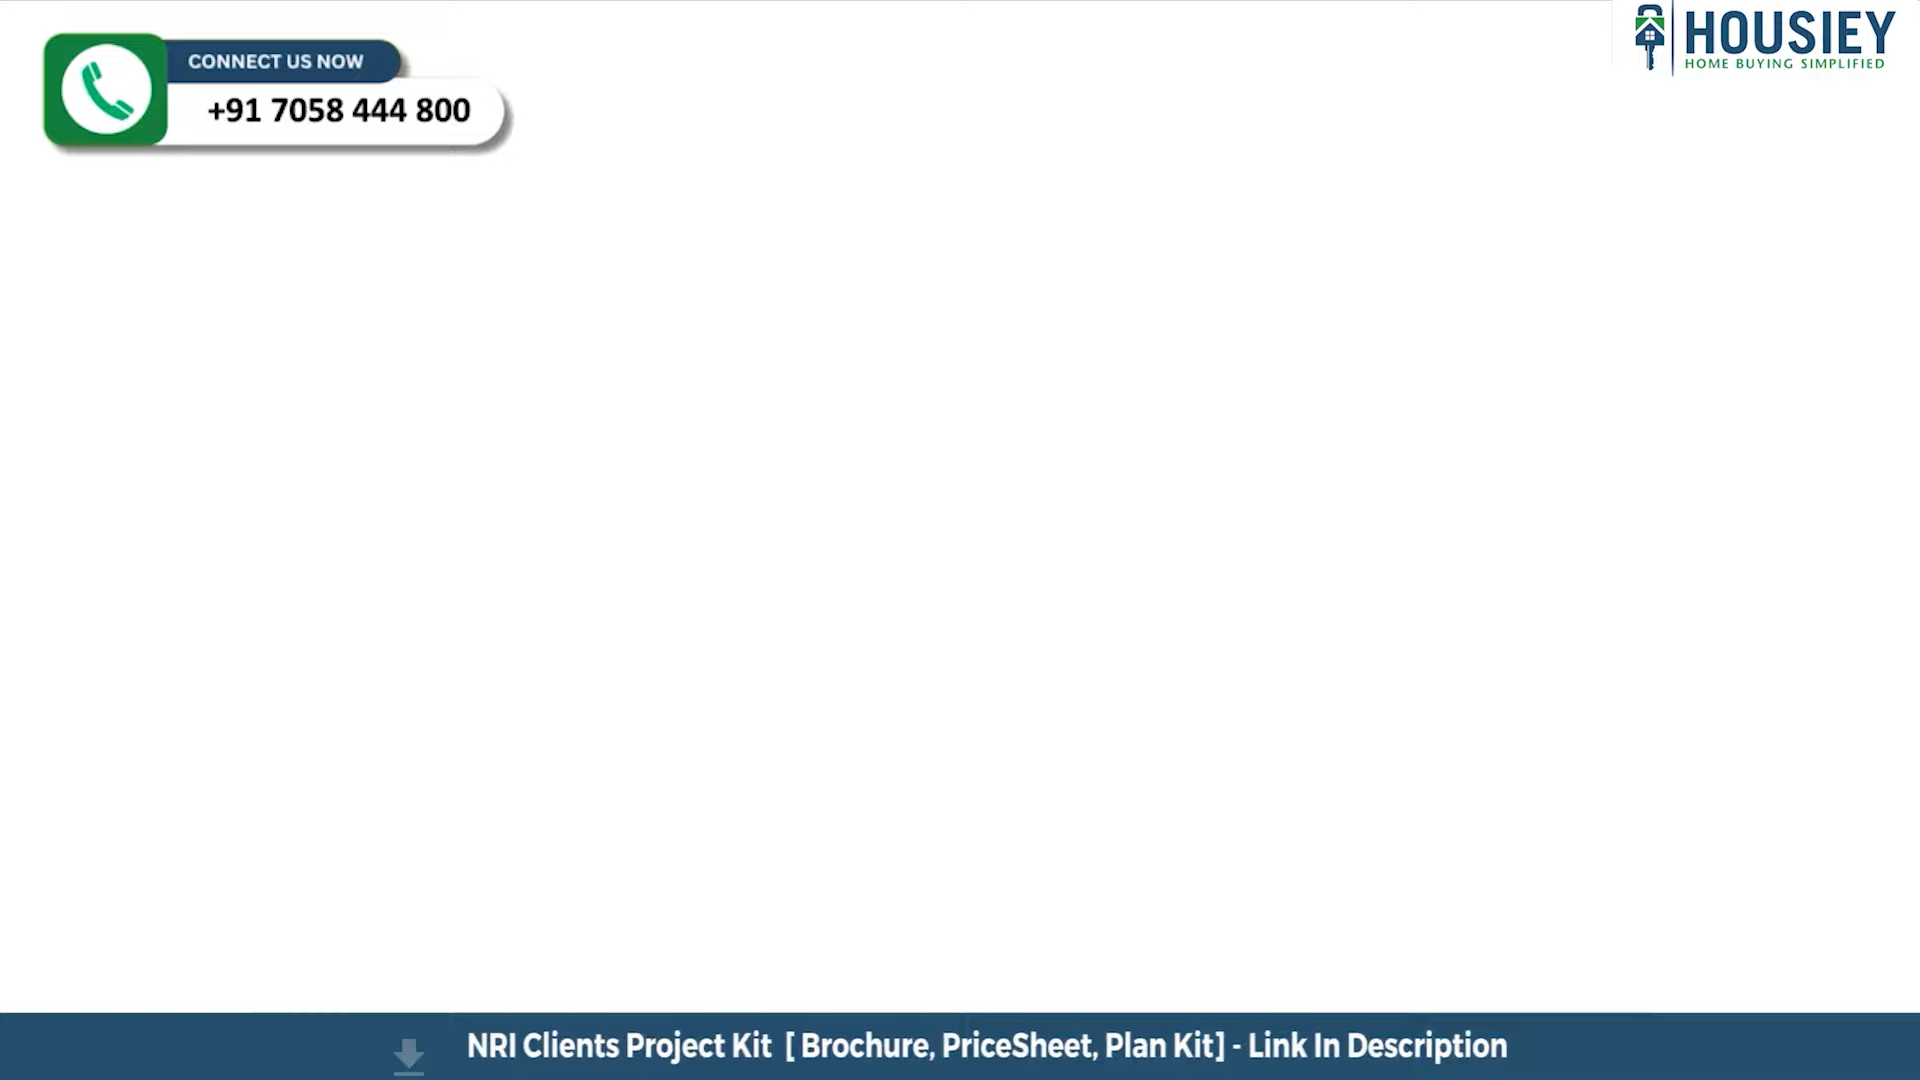 CONNECT US NOW
+91 7058 444 800
HOUSIEY
HOME BUYING SIMPLIFIED
NRI Clients Project Kit [ Brochure, PriceSheet, Plan Kit] - Link In Description